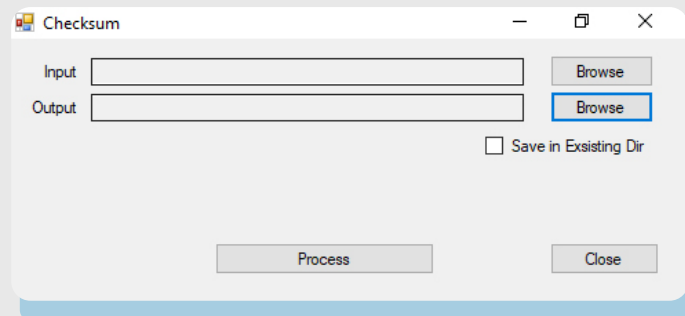 Checksum
Input Browse
Output Browse
Save in Exsisting Dir
Process Close